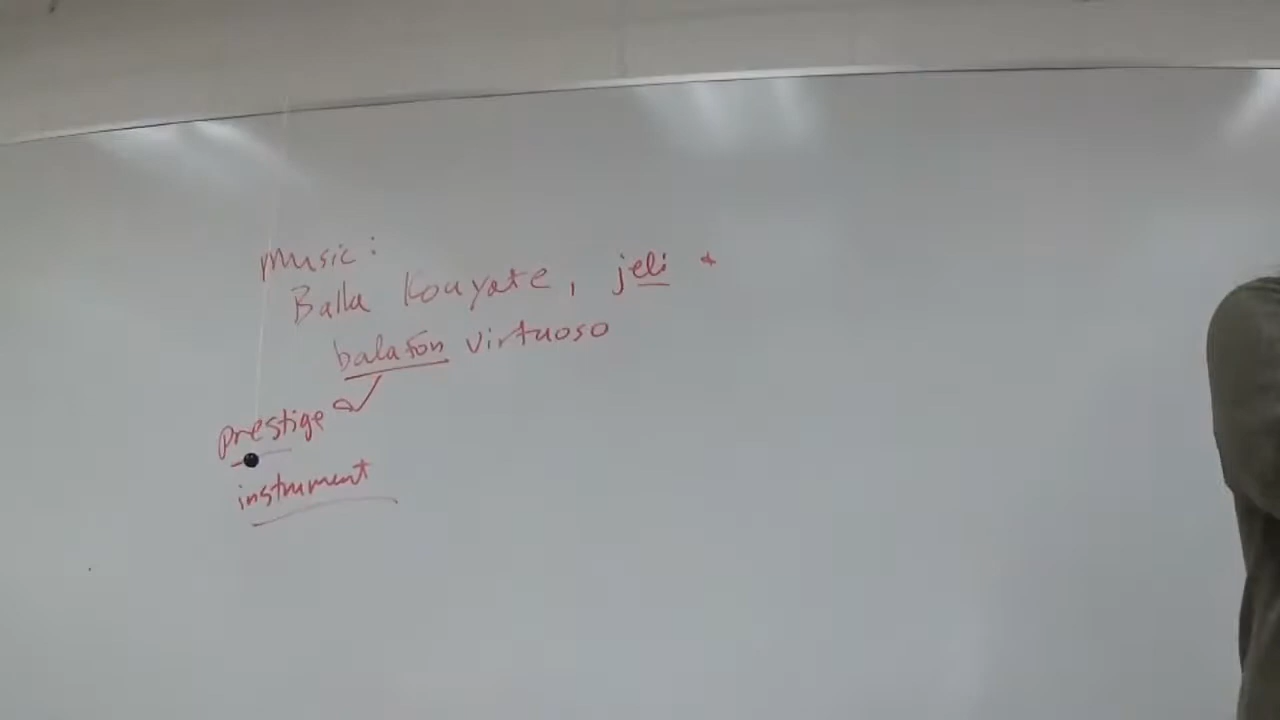 music:
Balla Kouyate, jeli +
balafon virtuoso
prestige
instrument